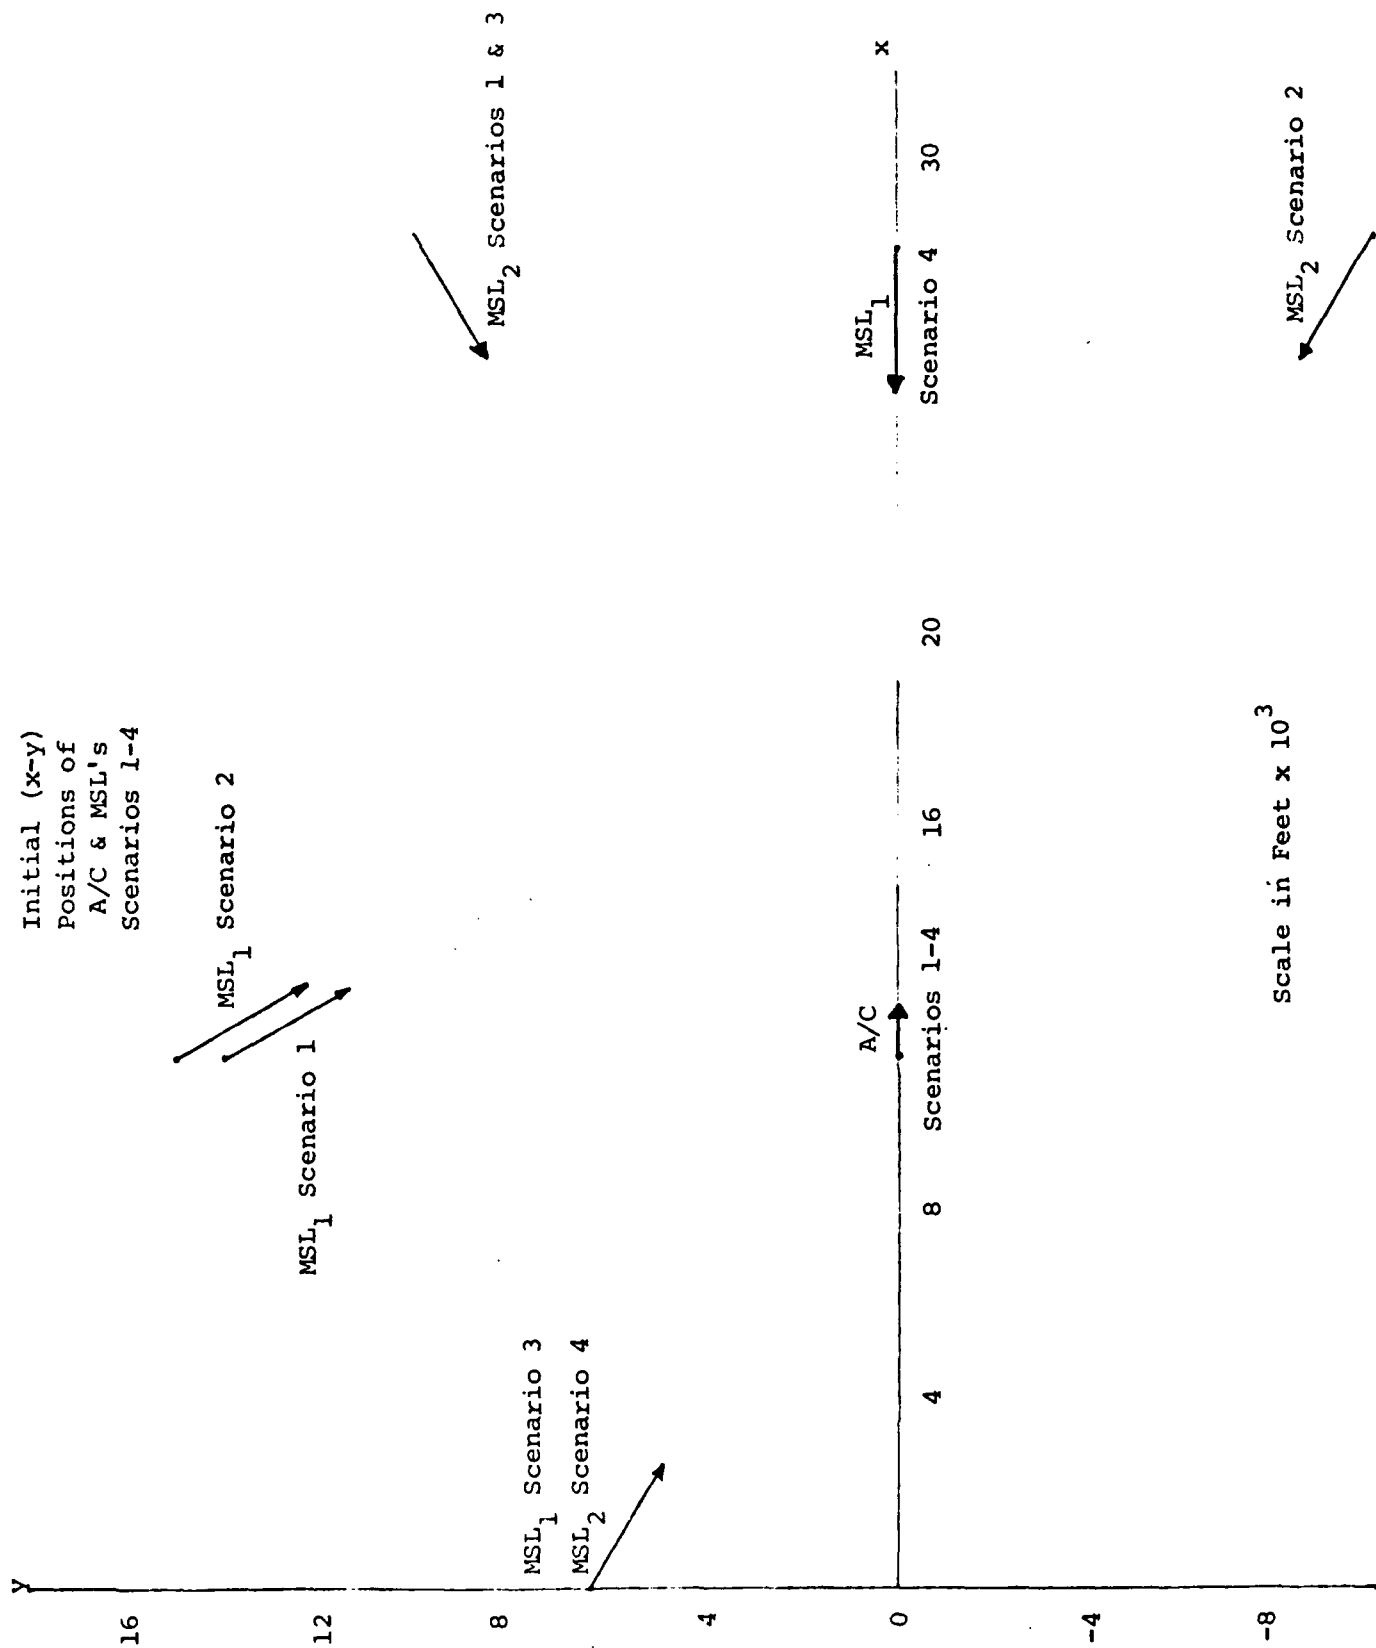 Initial (x-y)
Positions of
A/C & MSL's
Scenarios 1-4
y
16
12
8
4
0
-4
-8
MSL1 Scenario 2
MSL1 Scenario 1
MSL2 Scenarios 1 & 3
MSL1 Scenario 3
MSL2 Scenario 4
A/C
Scenarios 1-4
MSL1
Scenario 4
x
4
8
16
20
30
MSL2 Scenario 2
Scale in Feet x 10^3